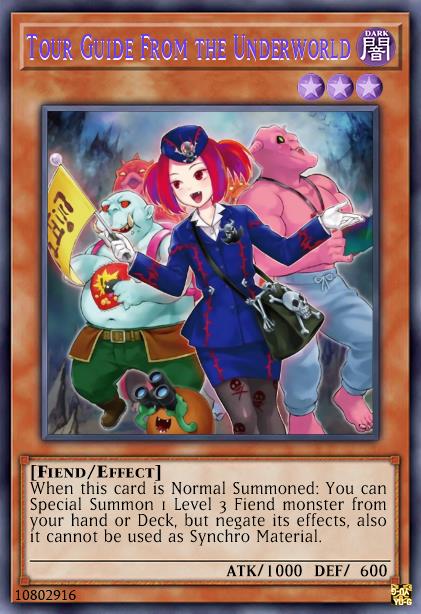 TOUR GUIDE FROM THE UNDERWORLD
DARK
闇
[FIEND/EFFECT]
When this card is Normal Summoned: You can
Special Summon 1 Level 3 Fiend monster from
your hand or Deck, but negate its effects, also
it cannot be used as Synchro Material.
ATK/1000 DEF/ 600
10802916